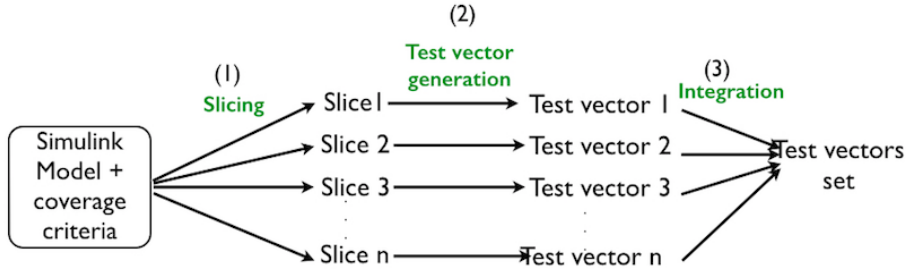 (1)
Slicing
(2)
Test vector
generation
(3)
Integration
Simulink
Model +
coverage
criteria
Slice1
Slice 2
Slice 3
Slice n
Test vector 1
Test vector 2
Test vector 3
Test vector n
Test vectors
set